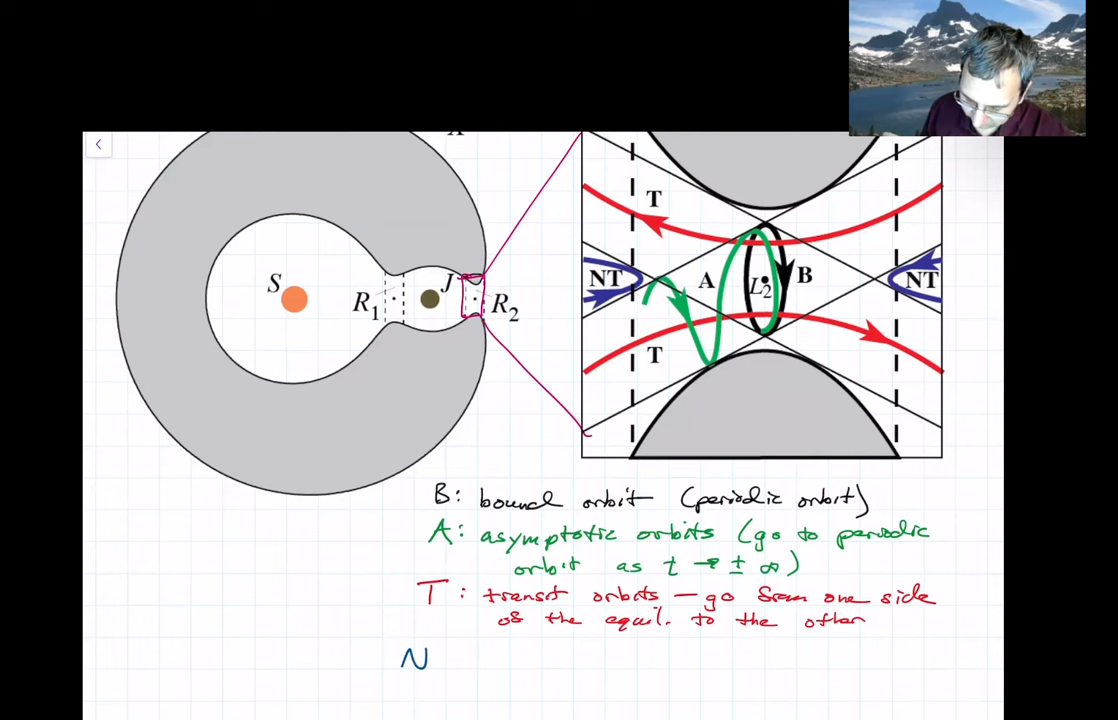 T
NT
A
L2
B
NT
T
S
R1
J
R2
B: bound orbit (periodic orbit)
A: asymptotic orbits (go to periodic
orbit as t → ± ∞)
T: transit orbits — go from one side
of the equil. to the other
N